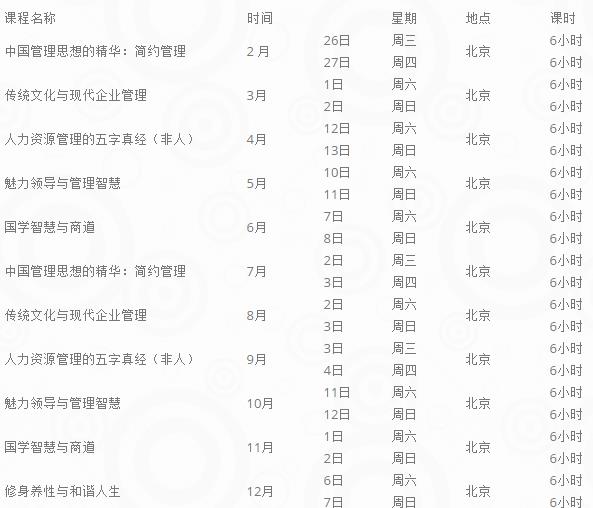 课程名称 时间 星期 地点 课时
26日 周三 6小时
中国管理思想的精华：简约管理 2 月 北京
27日 周四 6小时
1日 周六 6小时
传统文化与现代企业管理 3月 北京
2日 周日 6小时
12日 周六 6小时
人力资源管理的五字真经（非人） 4月 北京
13日 周日 6小时
10日 周六 6小时
魅力领导与管理智慧 5月 北京
11日 周日 6小时
7日 周六 6小时
国学智慧与商道 6月 北京
8日 周日 6小时
2日 周三 6小时
中国管理思想的精华：简约管理 7月 北京
3日 周四 6小时
2日 周六 6小时
传统文化与现代企业管理 8月 北京
3日 周日 6小时
3日 周三 6小时
人力资源管理的五字真经（非人） 9月 北京
4日 周四 6小时
11日 周六 6小时
魅力领导与管理智慧 10月 北京
12日 周日 6小时
1日 周六 6小时
国学智慧与商道 11月 北京
2日 周日 6小时
6日 周六 6小时
修身养性与和谐人生 12月 北京
7日 周日 6小时